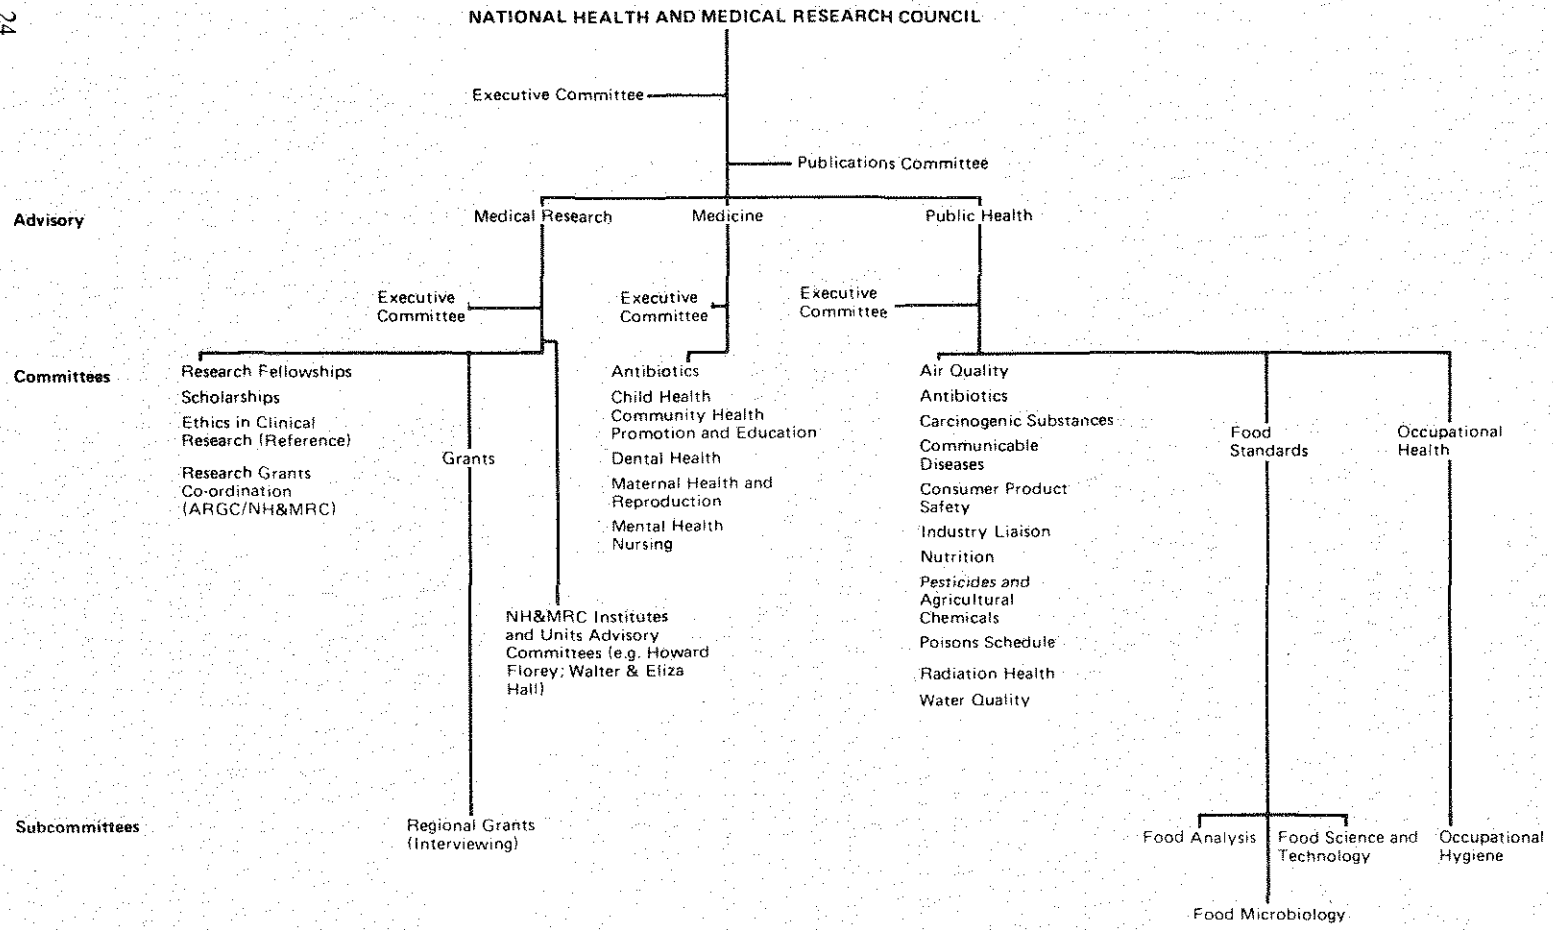 24
NATIONAL HEALTH AND MEDICAL RESEARCH COUNCIL
Executive Committee
Publications Committee
Advisory
Medical Research
Medicine
Public Health
Executive
Committee
Executive
Committee
Executive
Committee
Committees
Research Fellowships
Scholarships
Ethics in Clinical
Research (Reference)
Research Grants
Co-ordination
(ARGC/NH&MRC)
Grants
NH&MRC Institutes
and Units Advisory
Committees (e.g. Howard
Florey; Walter & Eliza
Hall)
Antibiotics
Child Health
Community Health
Promotion and Education
Dental Health
Maternal Health and
Reproduction
Mental Health
Nursing
Air Quality
Antibiotics
Carcinogenic Substances
Communicable
Diseases
Consumer Product
Safety
Industry Liaison
Nutrition
Pesticides and
Agricultural
Chemicals
Poisons Schedule
Radiation Health
Water Quality
Food
Standards
Occupational
Health
Subcommittees
Regional Grants
(Interviewing)
Food Analysis
Food Science and
Technology
Occupational
Hygiene
Food Microbiology